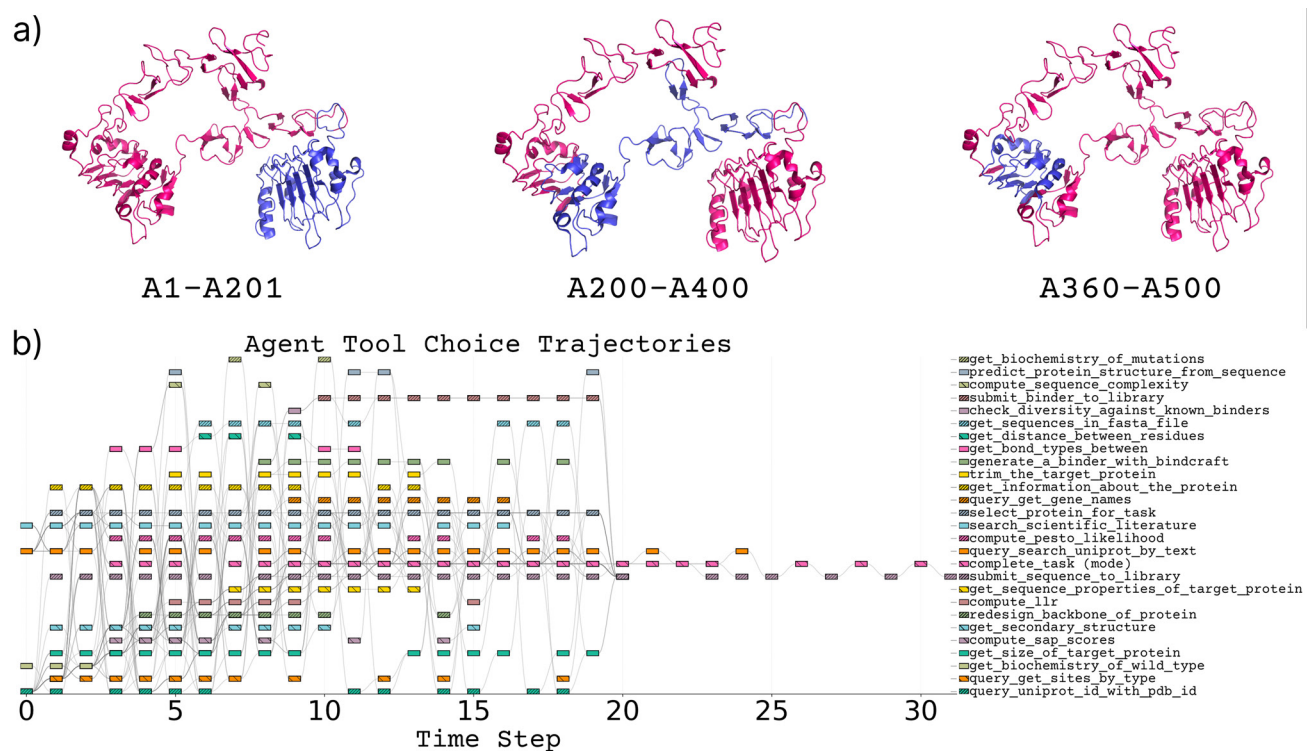 a)
A1-A201
A200-A400
A360-A500
b)
Agent Tool Choice Trajectories
get_biochemistry_of_mutations
predict_protein_structure_from_sequence
compute_sequence_complexity
submit_binder_to_library
check_diversity_against_known_binders
get_sequences_in_fasta_file
get_distance_between_residues
get_bond_types_between
generate_a_binder_with_bindcraft
trim_the_target_protein
get_information_about_the_protein
query_get_gene_names
select_protein_for_task
search_scientific_literature
compute_pesto_likelihood
query_search_uniprot_by_text
complete_task (mode)
submit_sequence_to_library
get_sequence_properties_of_target_protein
compute_llr
redesign_backbone_of_protein
get_secondary_structure
compute_sap_scores
get_size_of_target_protein
get_biochemistry_of_wild_type
query_get_sites_by_type
query_uniprot_id_with_pdb_id
0 5 10 15 20 25 30
Time Step